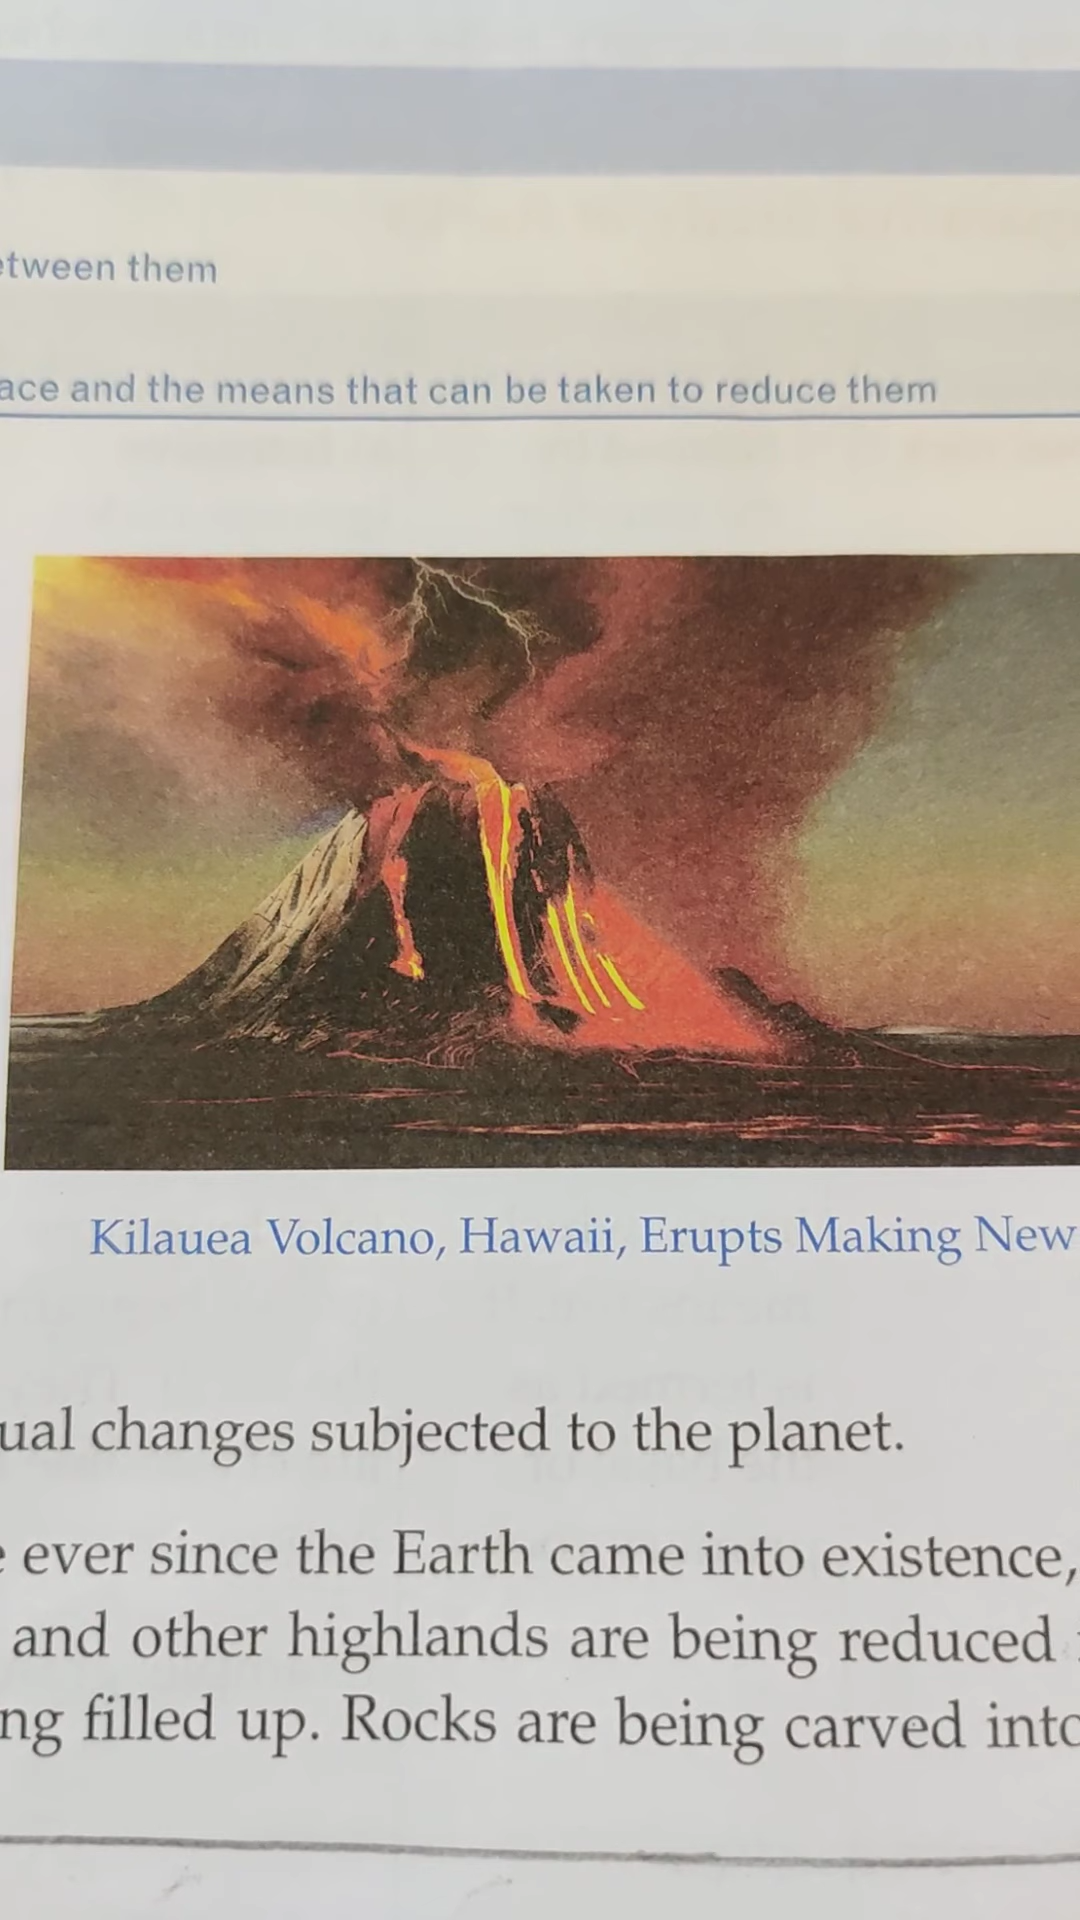 etween them
ace and the means that can be taken to reduce them
Kilauea Volcano, Hawaii, Erupts Making New
ual changes subjected to the planet.
ever since the Earth came into existence,
and other highlands are being reduced
ng filled up. Rocks are being carved into